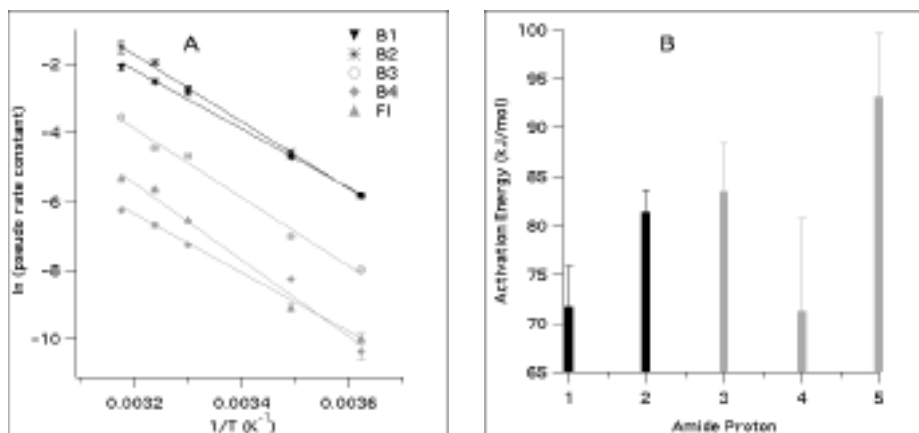 A
B1
B2
B3
B4
FI
ln (pseudo rate constant)
-2
-4
-6
-8
-10
0.0032
0.0034
0.0036
1/T (K⁻¹)
B
Activation Energy (kJ/mol)
100
95
90
85
80
75
70
65
1
2
3
4
5
Amide Proton